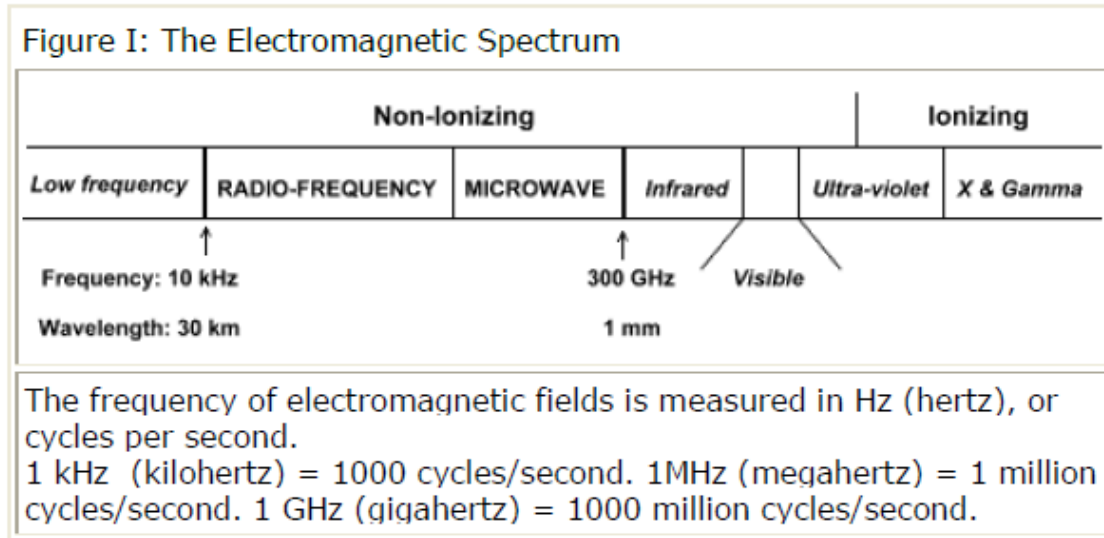 Figure I: The Electromagnetic Spectrum
Non-Ionizing Ionizing
Low frequency RADIO-FREQUENCY MICROWAVE Infrared Ultra-violet X & Gamma
Frequency: 10 kHz 300 GHz Visible
Wavelength: 30 km 1 mm
The frequency of electromagnetic fields is measured in Hz (hertz), or
cycles per second.
1 kHz (kilohertz) = 1000 cycles/second. 1MHz (megahertz) = 1 million
cycles/second. 1 GHz (gigahertz) = 1000 million cycles/second.